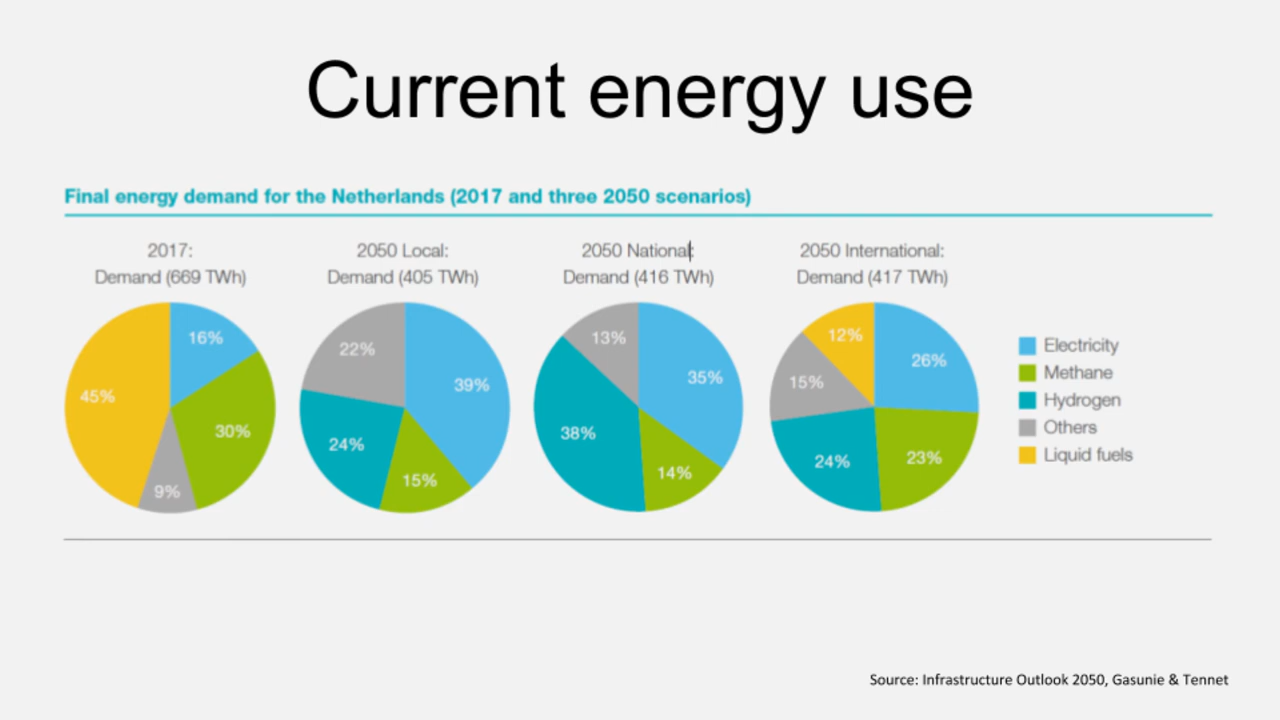 Current energy use
Final energy demand for the Netherlands (2017 and three 2050 scenarios)
2017:
Demand (669 TWh)
2050 Local:
Demand (405 TWh)
2050 National:
Demand (416 TWh)
2050 International:
Demand (417 TWh)
16%
30%
9%
45%
39%
15%
24%
22%
35%
14%
38%
13%
26%
23%
24%
15%
12%
Electricity
Methane
Hydrogen
Others
Liquid fuels
Source: Infrastructure Outlook 2050, Gasunie & Tennet